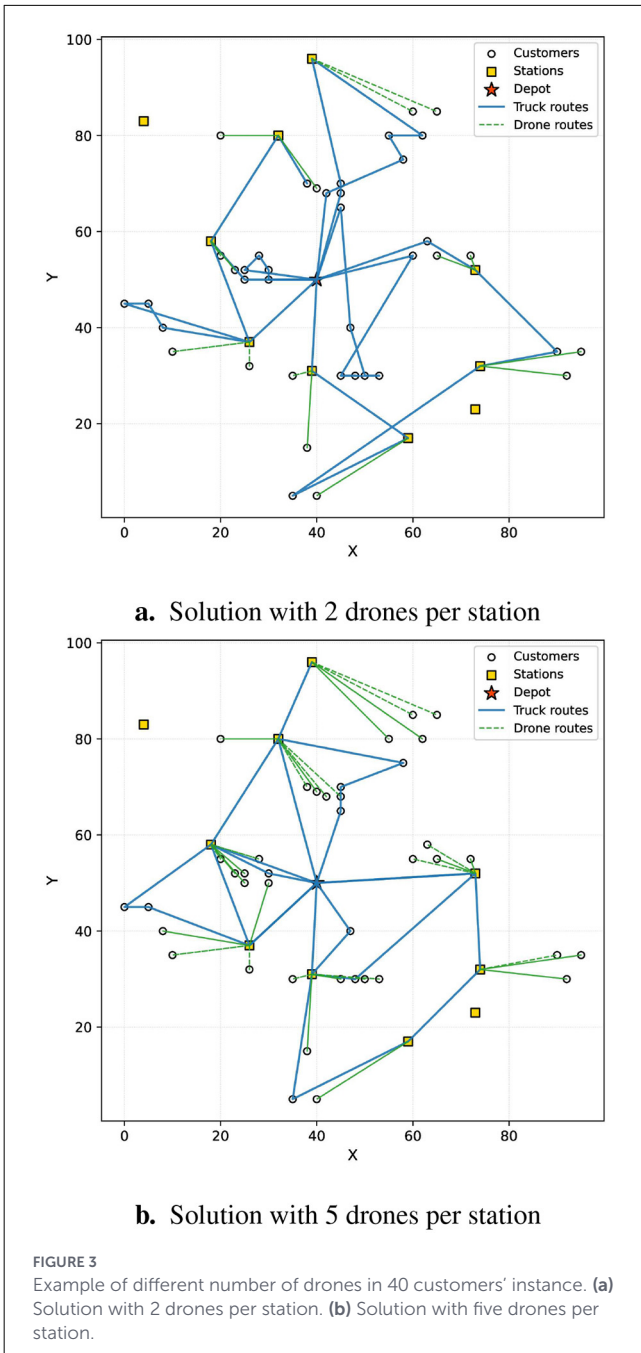 100
80
60
40
20
Y
0
20
40
60
80
X
Customers
Stations
Depot
Truck routes
Drone routes
a. Solution with 2 drones per station
100
80
60
40
20
Y
0
20
40
60
80
X
Customers
Stations
Depot
Truck routes
Drone routes
b. Solution with 5 drones per station
FIGURE 3
Example of different number of drones in 40 customers’ instance. (a)
Solution with 2 drones per station. (b) Solution with five drones per
station.